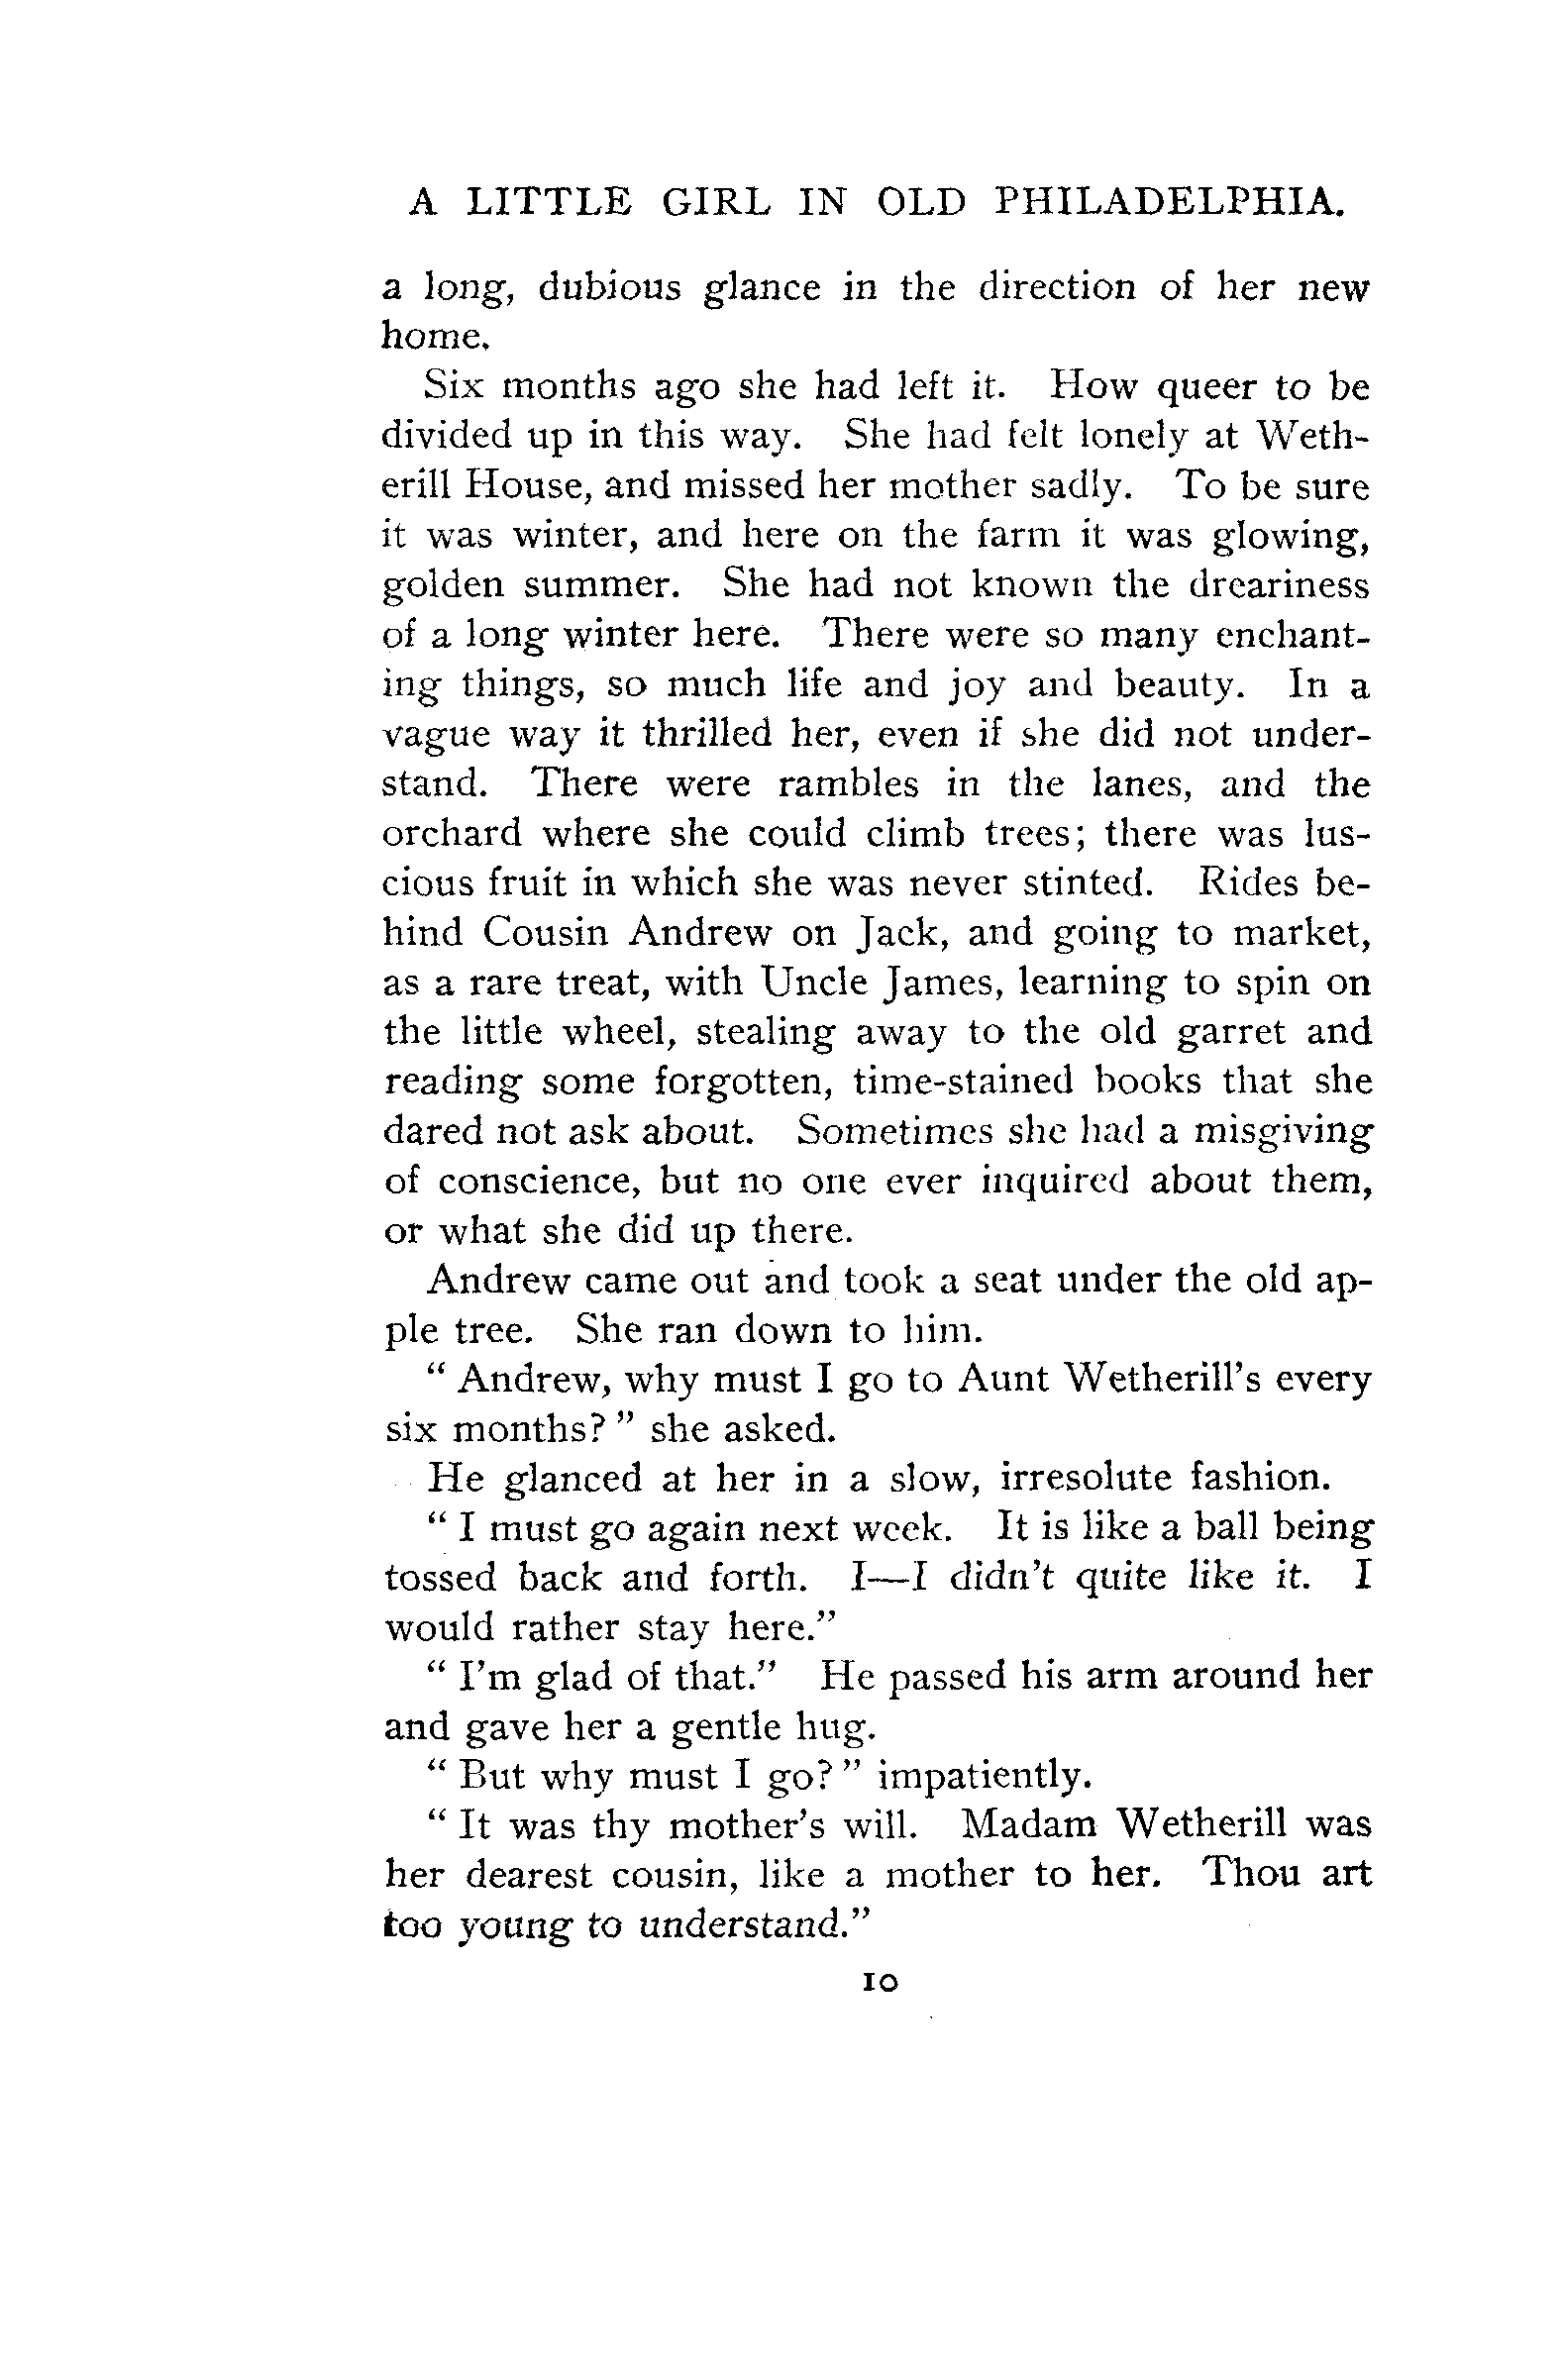 A LITTLE GIRL IN OLD PHILADELPHIA.
a long, dubious glance in the direction of her new
home.
Six months ago she had left it. How queer to be
divided up in this way. She had felt lonely at Weth-
erill House, and missed her mother sadly. To be sure
it was winter, and here on the farm it was glowing,
golden summer. She had not known the dreariness
of a long winter here. There were so many enchant-
ing things, so much life and joy and beauty. In a
vague way it thrilled her, even if she did not under-
stand. There were rambles in the lanes, and the
orchard where she could climb trees; there was lus-
cious fruit in which she was never stinted. Rides be-
hind Cousin Andrew on Jack, and going to market,
as a rare treat, with Uncle James, learning to spin on
the little wheel, stealing away to the old garret and
reading some forgotten, time-stained books that she
dared not ask about. Sometimes she had a misgiving
of conscience, but no one ever inquired about them,
or what she did up there.
Andrew came out and took a seat under the old ap-
ple tree. She ran down to him.
“ Andrew, why must I go to Aunt Wetherill’s every
six months? ” she asked.
He glanced at her in a slow, irresolute fashion.
“ I must go again next week. It is like a ball being
tossed back and forth. I—I didn’t quite like it. I
would rather stay here.”
“ I’m glad of that.” He passed his arm around her
and gave her a gentle hug.
“ But why must I go? ” impatiently.
“ It was thy mother’s will. Madam Wetherill was
her dearest cousin, like a mother to her. Thou art
too young to understand.”
10